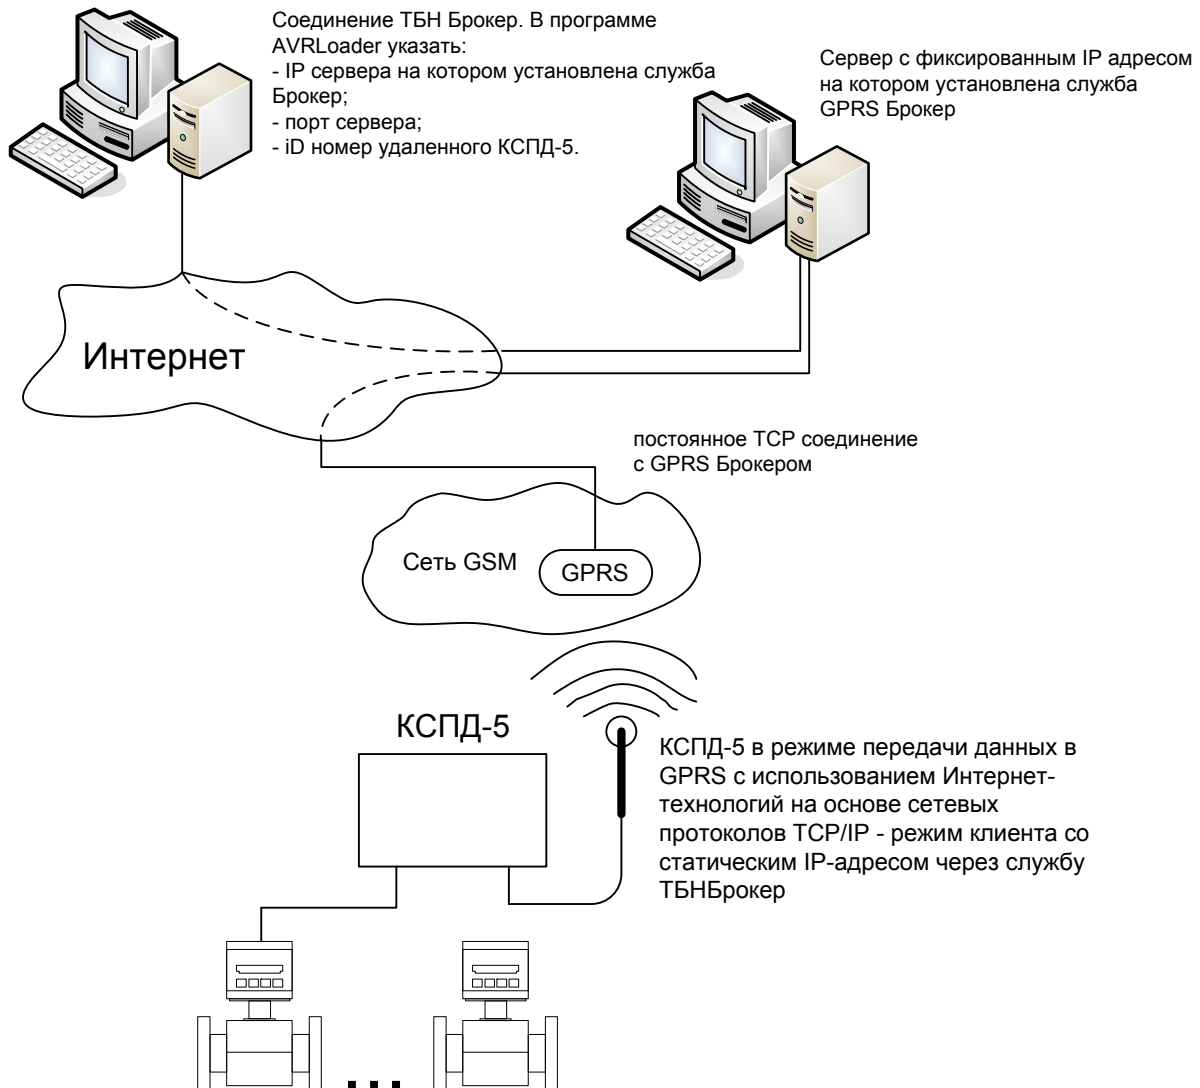 Соединение ТБН Брокер. В программе
AVRLoader указать:
- IP сервера на котором установлена служба
Брокер;
- порт сервера;
- iD номер удаленного КСПД-5.
Сервер с фиксированным IP адресом
на котором установлена служба
GPRS Брокер
Интернет
постоянное TCP соединение
с GPRS Брокером
Сеть GSM
GPRS
КСПД-5
КСПД-5 в режиме передачи данных в
GPRS с использованием Интернет-
технологий на основе сетевых
протоколов TCP/IP - режим клиента со
статическим IP-адресом через службу
ТБНБрокер